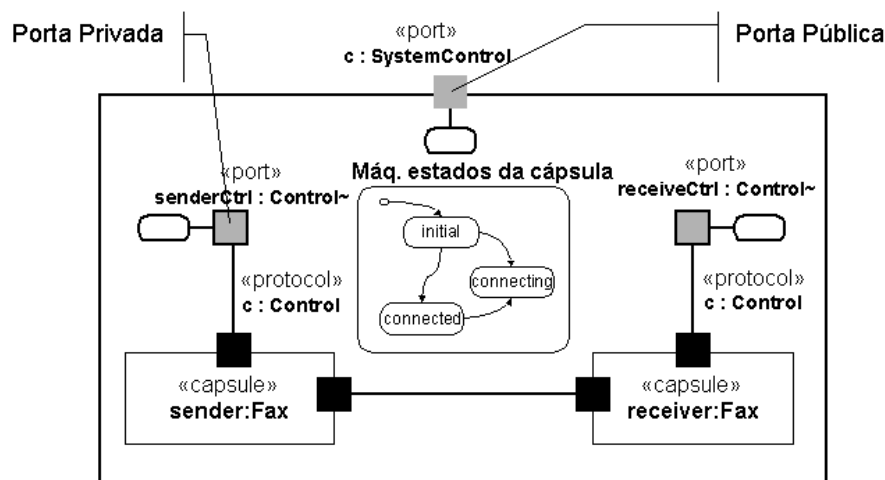 Porta Privada
«port»
c : SystemControl
Porta Pública
Máq. estados da cápsula
«port»
senderCtrl : Control~
«port»
receiveCtrl : Control~
initial
connecting
connected
«protocol»
c : Control
«protocol»
c : Control
«capsule»
sender:Fax
«capsule»
receiver:Fax